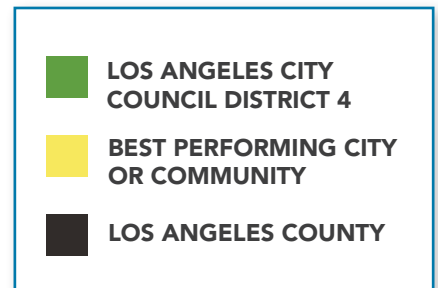 LOS ANGELES CITY
COUNCIL DISTRICT 4
BEST PERFORMING CITY
OR COMMUNITY
LOS ANGELES COUNTY